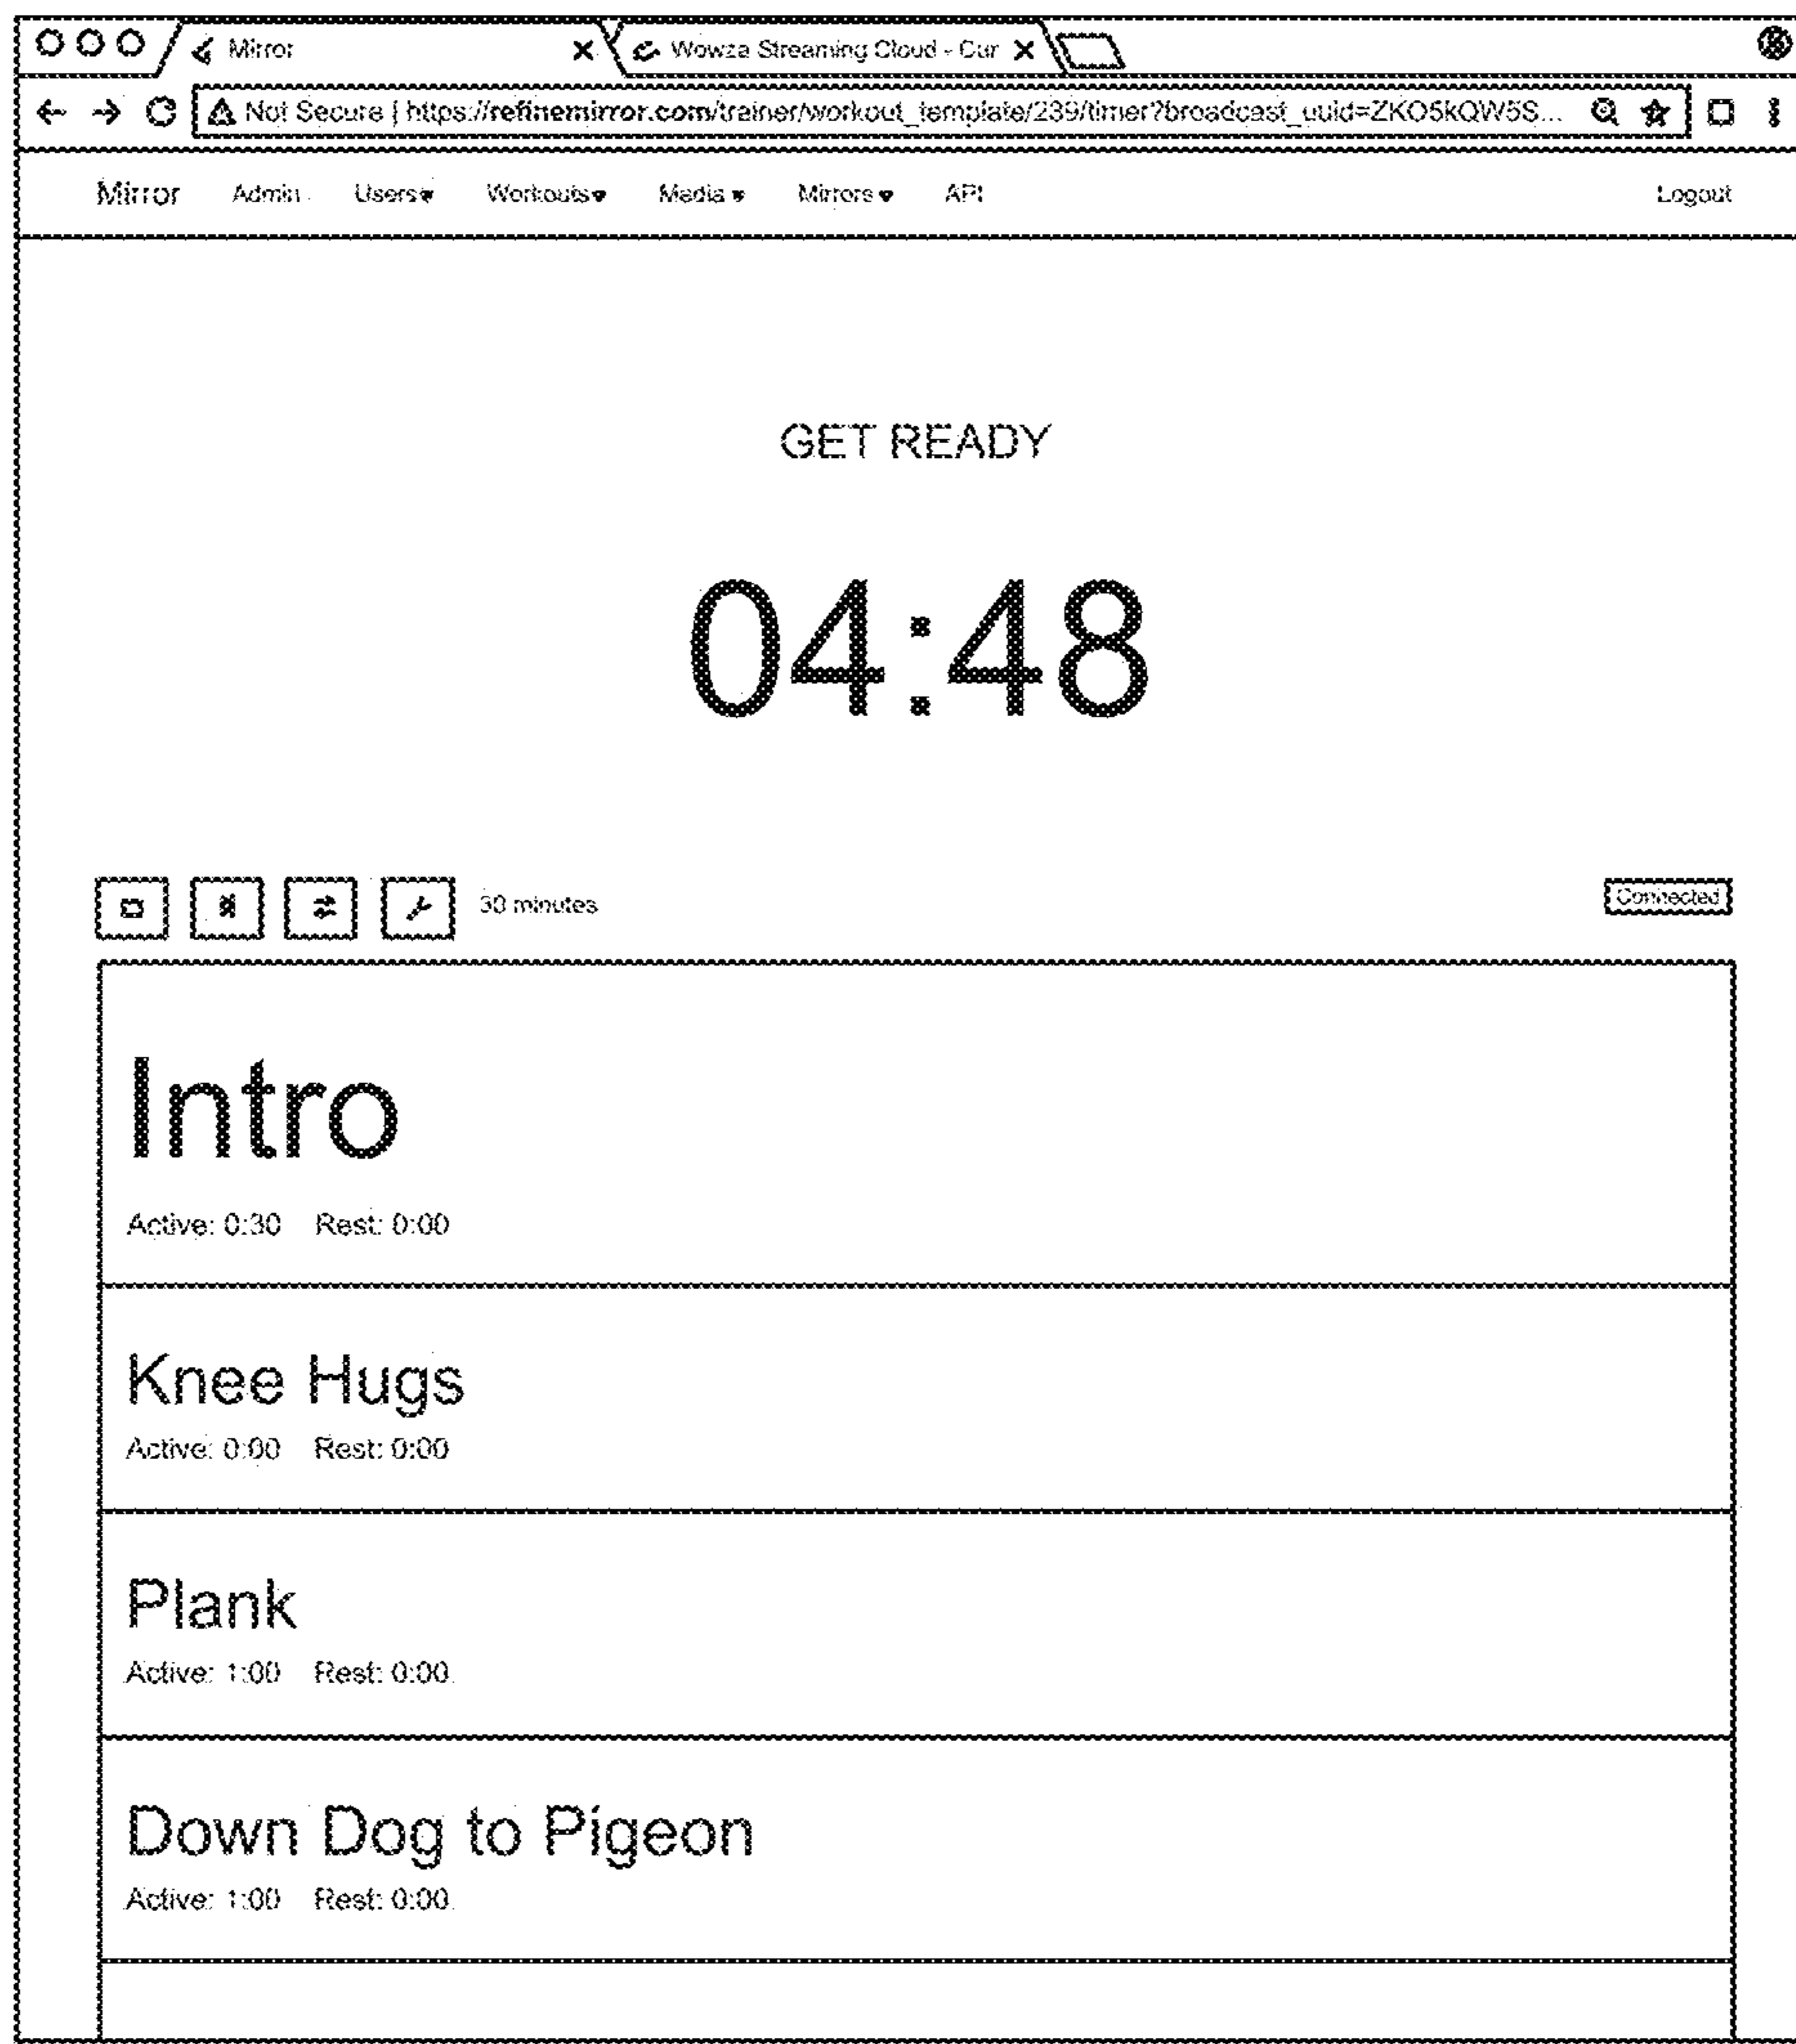 Mirror
Wowza Streaming Cloud - Cur
Not Secure | https://refinemirror.com/trainer/workout_template/239/timer?broadcast_uuid=ZKO5kQW5S...
Mirror Admin Users Workouts Media Mirrors API Logout
GET READY
04:48
30 minutes
Connected
Intro
Active: 0:30 Rest: 0:00
Knee Hugs
Active: 0:00 Rest: 0:00
Plank
Active: 1:00 Rest: 0:00
Down Dog to Pigeon
Active: 1:00 Rest: 0:00